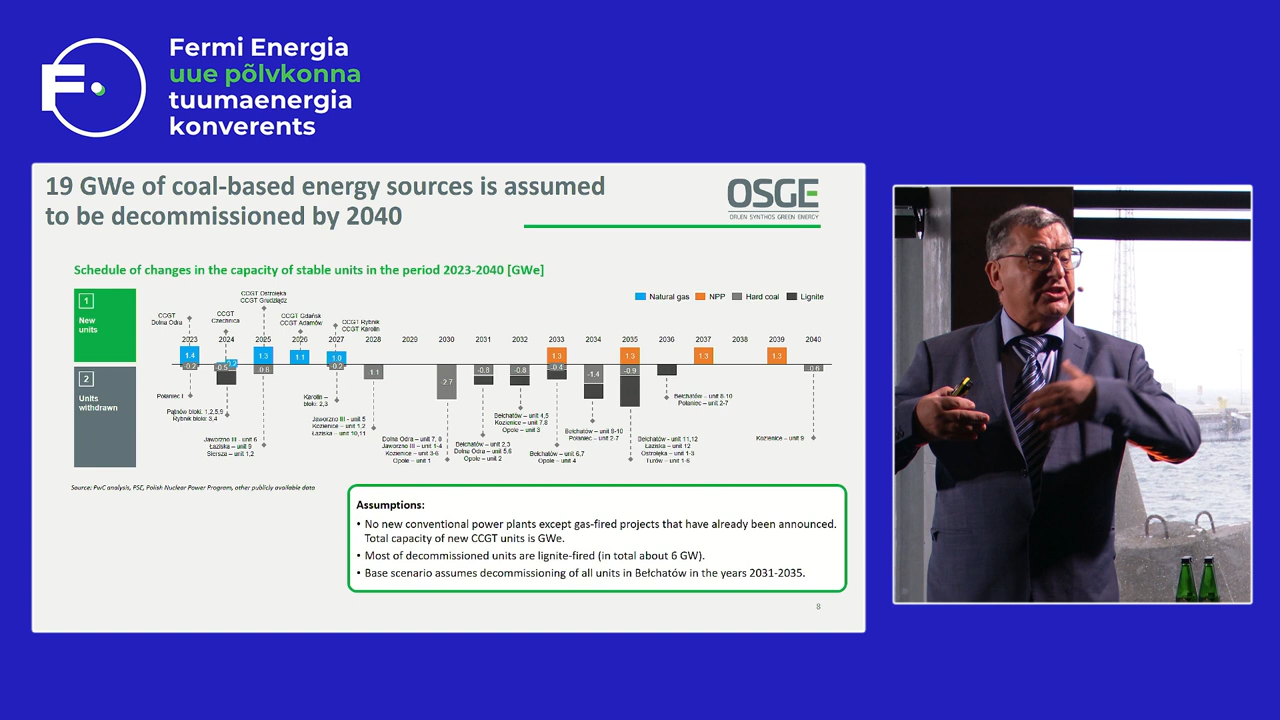 Fermi Energia
uue põlvkonna
tuumaenergia
konverents
19 GWe of coal-based energy sources is assumed
to be decommissioned by 2040
OSGE
ORLEN SYNTHOS GREEN ENERGY
Schedule of changes in the capacity of stable units in the period 2023-2040 [GWe]
Natural gas NPP Hard coal Lignite
1
New
units
2
Units
withdrawn
CCGT
Dolna Odra
CCGT
Czechnica
CCGT Ostrołęka
CCGT Grudziądz
CCGT Gdańsk
CCGT Adamów
CCGT Rybnik
CCGT Karolin
2023 2024 2025 2026 2027 2028 2029 2030 2031 2032 2033 2034 2035 2036 2037 2038 2039 2040
1.4 0.2 1.3 1.1 1.0 1.3 1.3 1.3 1.3
-0.2 -0.5 -0.8 -0.2 -1.1 -2.7 -0.8 -0.8 -0.4 -1.4 -0.9 -0.6
Połaniec I
Pątnów bloki: 1,2,5,9
Rybnik bloki: 3,4
Jaworzno III - unit 6
Łaziska – unit 9
Siersza – unit 1,2
Karolin –
bloki: 2,3
Jaworzno III - unit 5
Kozienice – unit 1,2
Łaziska – unit 10,11
Dolna Odra – unit 7, 8
Jaworzno III – unit 1-4
Kozienice – unit 3-6
Opole – unit 1
Bełchatów – unit 2,3
Dolna Odra – unit 5,6
Opole – unit 2
Bełchatów – unit 4,5
Kozienice – unit 7,8
Opole – unit 3
Bełchatów – unit 6,7
Opole – unit 4
Bełchatów – unit 8-10
Połaniec – unit 2-7
Bełchatów - unit 11,12
Łaziska – unit 12
Ostrołęka – unit 1-3
Turów – unit 1-6
Bełchatów – unit 8-10
Połaniec – unit 2-7
Kozienice – unit 9
Source: PwC analysis, PSE, Polish Nuclear Power Program, other publicly available data
Assumptions:
• No new conventional power plants except gas-fired projects that have already been announced.
Total capacity of new CCGT units is GWe.
• Most of decommissioned units are lignite-fired (in total about 6 GW).
• Base scenario assumes decommissioning of all units in Bełchatów in the years 2031-2035.
8